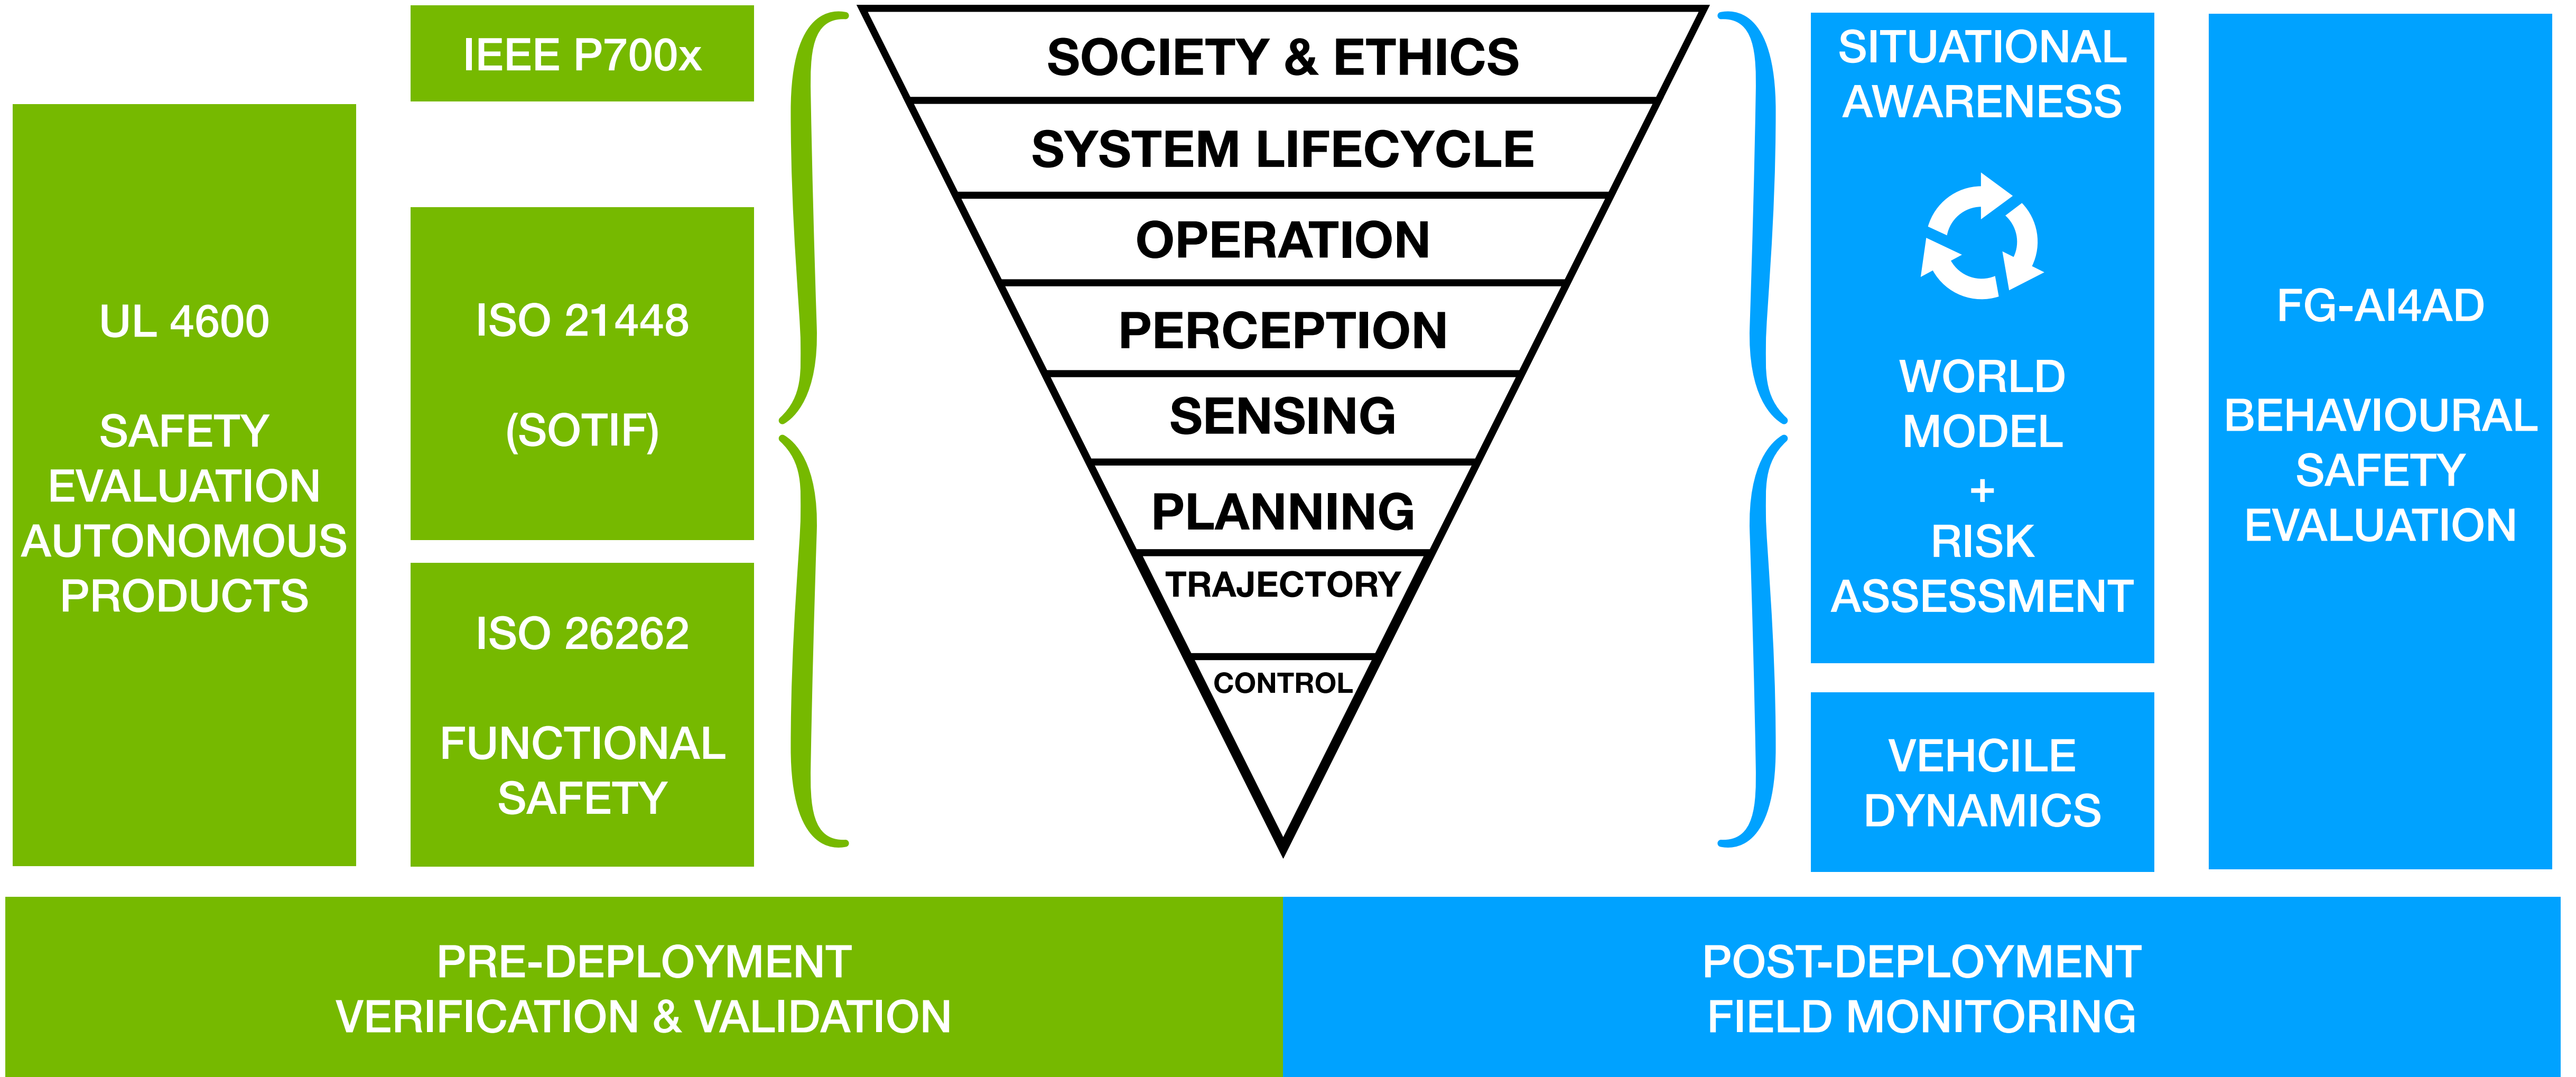 IEEE P700x
UL 4600
SAFETY
EVALUATION
AUTONOMOUS
PRODUCTS
ISO 21448
(SOTIF)
ISO 26262
FUNCTIONAL
SAFETY
SOCIETY & ETHICS
SYSTEM LIFECYCLE
OPERATION
PERCEPTION
SENSING
PLANNING
TRAJECTORY
CONTROL
SITUATIONAL
AWARENESS
WORLD
MODEL
+
RISK
ASSESSMENT
VEHCILE
DYNAMICS
FG-AI4AD
BEHAVIOURAL
SAFETY
EVALUATION
PRE-DEPLOYMENT
VERIFICATION & VALIDATION
POST-DEPLOYMENT
FIELD MONITORING